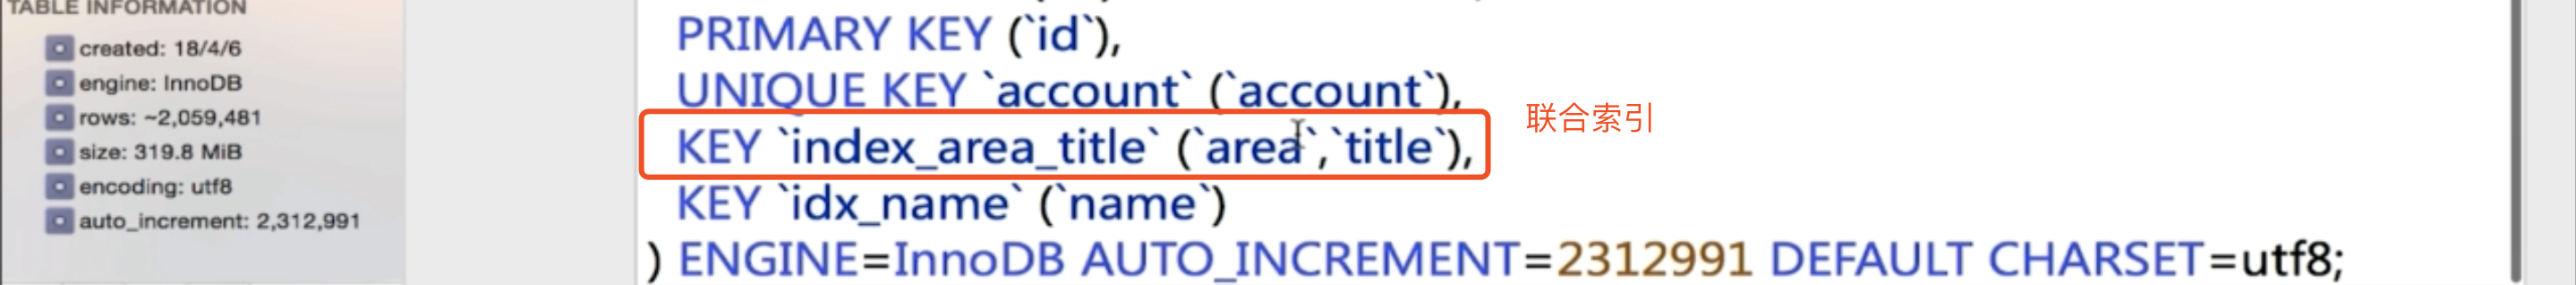 TABLE INFORMATION
created: 18/4/6
engine: InnoDB
rows: ~2,059,481
size: 319.8 MiB
encoding: utf8
auto_increment: 2,312,991
PRIMARY KEY (`id`),
UNIQUE KEY `account` (`account`),
KEY `index_area_title` (`area`,`title`),
联合索引
KEY `idx_name` (`name`)
) ENGINE=InnoDB AUTO_INCREMENT=2312991 DEFAULT CHARSET=utf8;